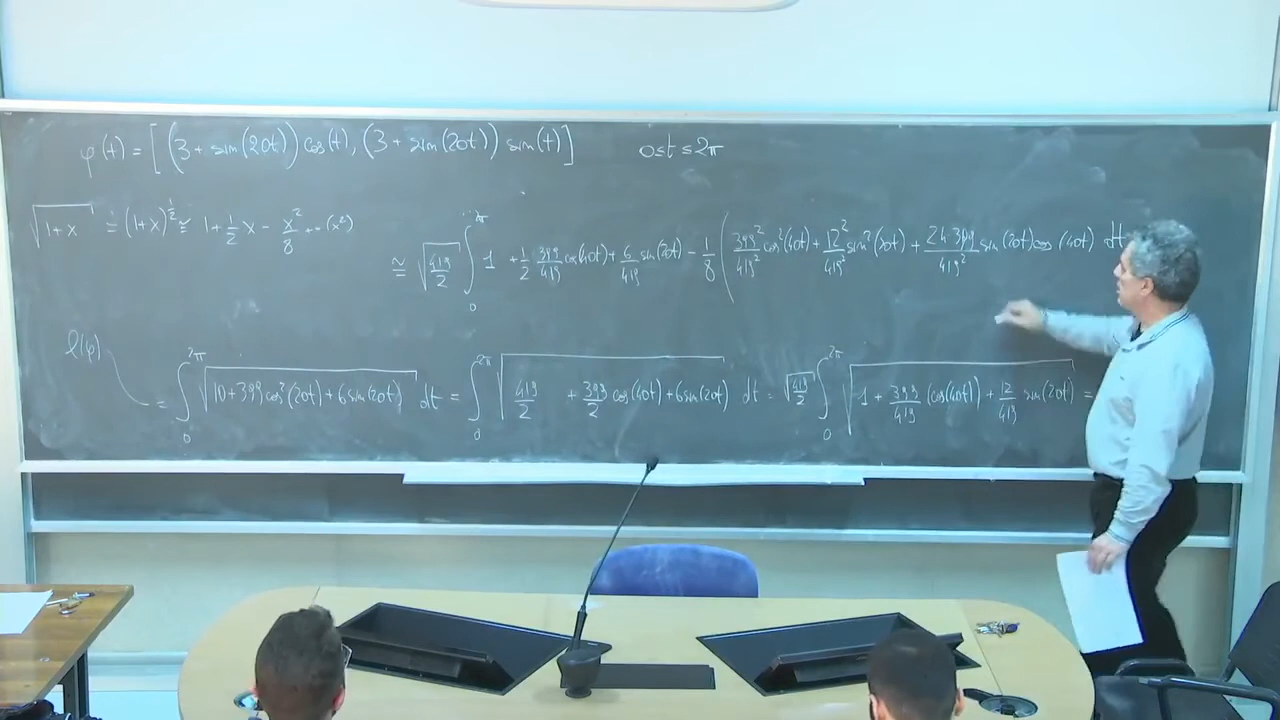 φ(t) = [(3 + sin(20t)) cos(t), (3 + sin(20t)) sin(t)]   0 ≤ t ≤ 2π
√(1+x) ≅ (1+x)^(1/2) ≅ 1 + 1/2 x - x²/8 + (x²)
≅ √(419/2) ∫₀^(2π) 1 + 1/2 399/419 cos(40t) + 6/419 sin(20t) - 1/8 (399²/419² cos²(40t) + 12²/419² sin²(20t) + 24·399/419² sin(20t) cos(40t) dt
l(φ) = ∫₀^(2π) √(10 + 399 cos²(20t) + 6 sin(20t)) dt = ∫₀^(2π) √(419/2 + 399/2 cos(40t) + 6 sin(20t)) dt = √(419/2) ∫₀^(2π) √(1 + 399/419 (cos(40t)) + 12/419 sin(20t)) =